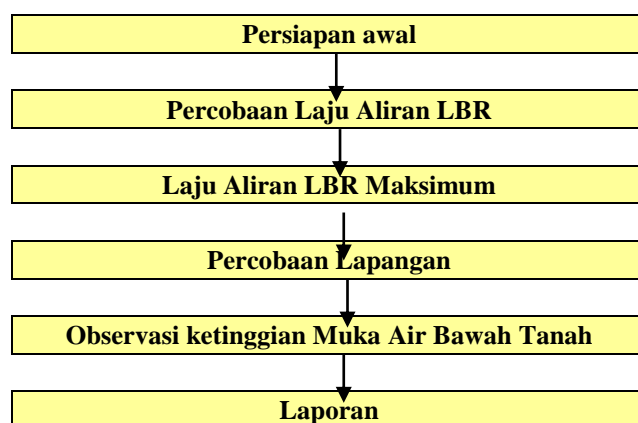 Persiapan awal
Percobaan Laju Aliran LBR
Laju Aliran LBR Maksimum
Percobaan Lapangan
Observasi ketinggian Muka Air Bawah Tanah
Laporan